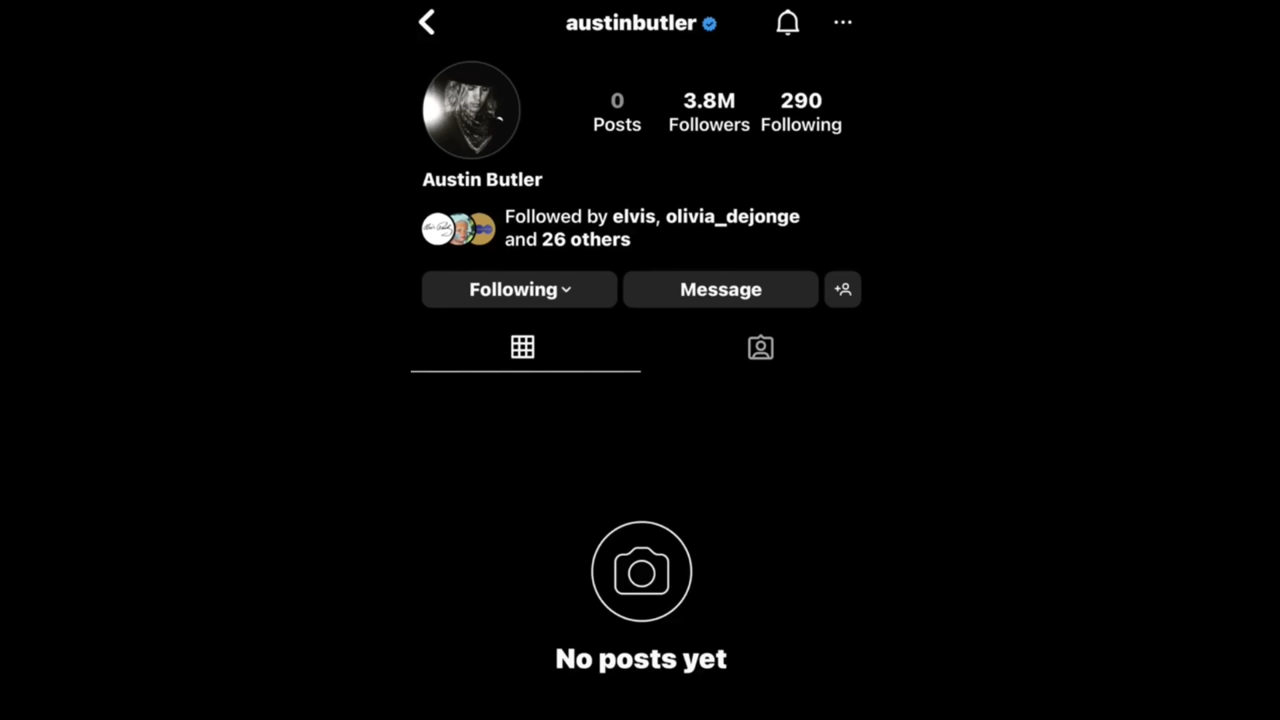 austinbutler
0 3.8M 290
Posts Followers Following
Austin Butler
Followed by elvis, olivia_dejonge
and 26 others
Following Message
No posts yet